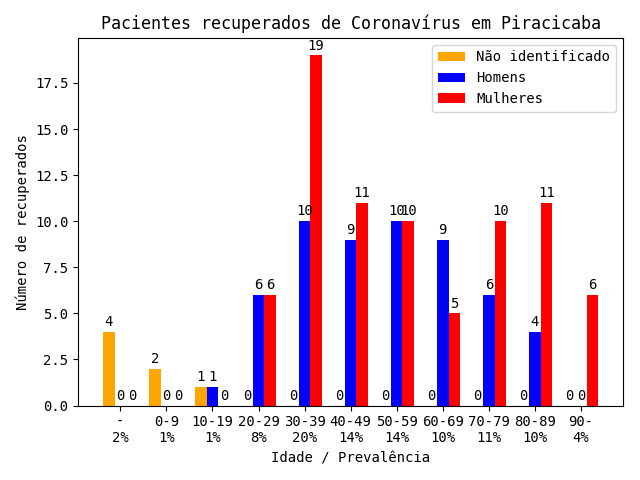 Pacientes recuperados de Coronavírus em Piracicaba
Número de recuperados
17.5
15.0
12.5
10.0
7.5
5.0
2.5
0.0
Não identificado
Homens
Mulheres
4 0 0
2 0 0
1 1 0
0 6 6
0 10 19
0 9 11
0 10 10
0 9 5
0 6 10
0 4 11
0 0 6
- 0-9 10-19 20-29 30-39 40-49 50-59 60-69 70-79 80-89 90-
2% 1% 1% 8% 20% 14% 14% 10% 11% 10% 4%
Idade / Prevalência